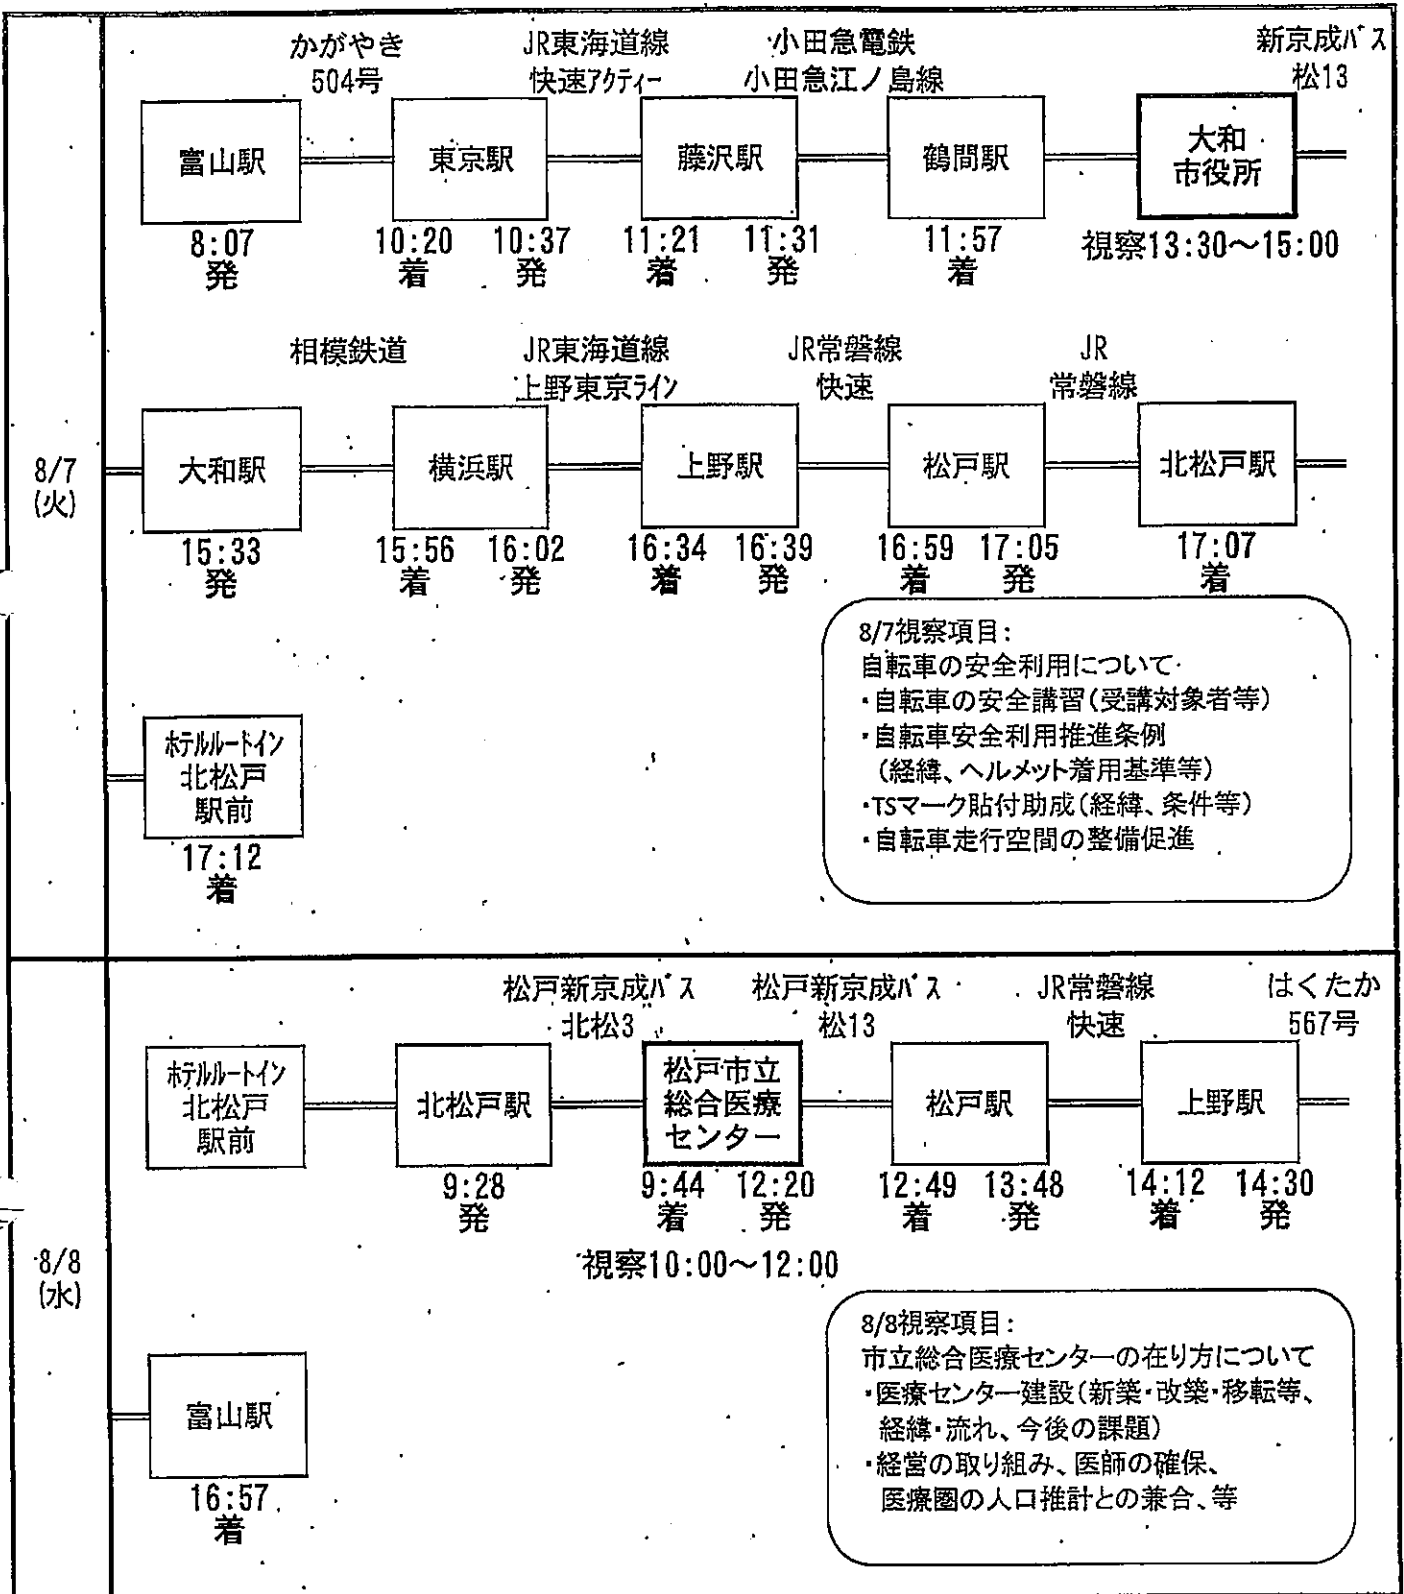 かがやき
504号
JR東海道線
快速アクティー
小田急電鉄
小田急江ノ島線
新京成バス
松13
富山駅
東京駅
藤沢駅
鶴間駅
大和
市役所
8:07
発
10:20
着
10:37
発
11:21
着
11:31
発
11:57
着
視察13:30～15:00
相模鉄道
JR東海道線
上野東京ライン
JR常磐線
快速
JR
常磐線
8/7
(火)
大和駅
横浜駅
上野駅
松戸駅
北松戸駅
15:33
発
15:56
着
16:02
発
16:34
着
16:39
発
16:59
着
17:05
発
17:07
着
8/7視察項目:
自転車の安全利用について
・自転車の安全講習(受講対象者等)
・自転車安全利用推進条例
(経緯、ヘルメット着用基準等)
・TSマーク貼付助成(経緯、条件等)
・自転車走行空間の整備促進
ホテルルートイン
北松戸
駅前
17:12
着
松戸新京成バス
北松3
松戸新京成バス
松13
JR常磐線
快速
はくたか
567号
ホテルルートイン
北松戸
駅前
北松戸駅
松戸市立
総合医療
センター
松戸駅
上野駅
9:28
発
9:44
着
12:20
発
12:49
着
13:48
発
14:12
着
14:30
発
視察10:00～12:00
8/8
(水)
8/8視察項目:
市立総合医療センターの在り方について
・医療センター建設(新築・改築・移転等、
経緯・流れ、今後の課題)
・経営の取り組み、医師の確保、
医療圏の人口推計との兼合、等
富山駅
16:57
着